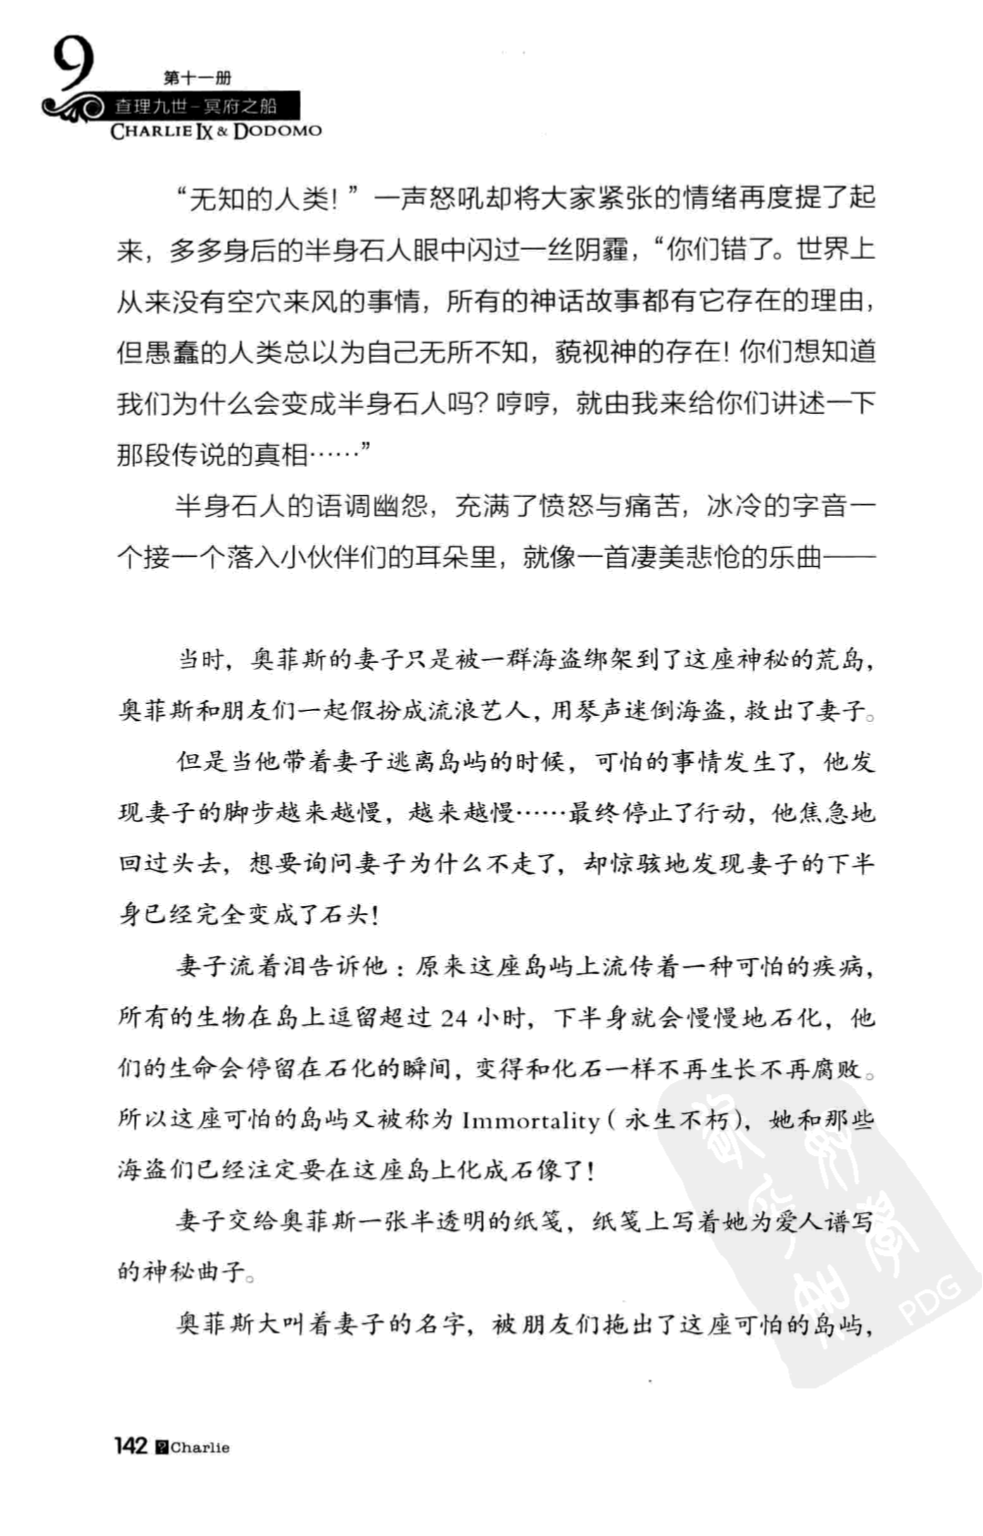 9
第十一册
查理九世-冥府之船
CHARLIE IX & DODOMO
“无知的人类！”一声怒吼却将大家紧张的情绪再度提了起
来，多多身后的半身石人眼中闪过一丝阴霾，“你们错了。世界上
从来没有空穴来风的事情，所有的神话故事都有它存在的理由，
但愚蠢的人类总以为自己无所不知，藐视神的存在！你们想知道
我们为什么会变成半身石人吗？哼哼，就由我来给你们讲述一下
那段传说的真相……”
半身石人的语调幽怨，充满了愤怒与痛苦，冰冷的字音一
个接一个落入小伙伴们的耳朵里，就像一首凄美悲怆的乐曲——
当时，奥菲斯的妻子只是被一群海盗绑架到了这座神秘的荒岛，
奥菲斯和朋友们一起假扮成流浪艺人，用琴声迷倒海盗，救出了妻子。
但是当他带着妻子逃离岛屿的时候，可怕的事情发生了，他发
现妻子的脚步越来越慢，越来越慢……最终停止了行动，他焦急地
回过头去，想要询问妻子为什么不走了，却惊骇地发现妻子的下半
身已经完全变成了石头！
妻子流着泪告诉他：原来这座岛屿上流传着一种可怕的疾病，
所有的生物在岛上逗留超过 24 小时，下半身就会慢慢地石化，他
们的生命会停留在石化的瞬间，变得和化石一样不再生长不再腐败。
所以这座可怕的岛屿又被称为 Immortality（永生不朽），她和那些
海盗们已经注定要在这座岛上化成石像了！
妻子交给奥菲斯一张半透明的纸笺，纸笺上写着她为爱人谱写
的神秘曲子。
奥菲斯大叫着妻子的名字，被朋友们拖出了这座可怕的岛屿，
PDG
142 ? Charlie